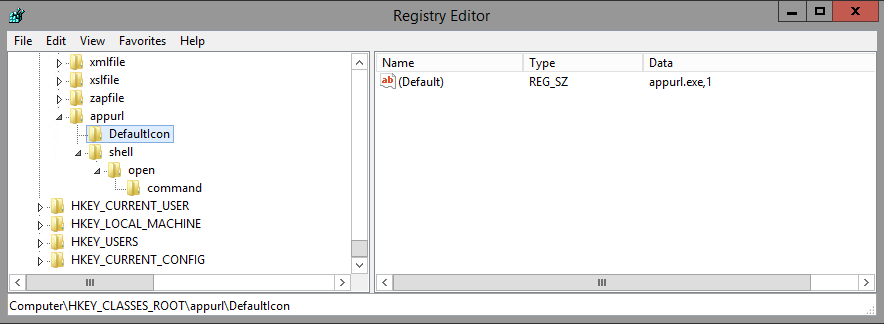 Registry Editor
File Edit View Favorites Help
xmlfile
xslfile
zapfile
appurl
DefaultIcon
shell
open
command
HKEY_CURRENT_USER
HKEY_LOCAL_MACHINE
HKEY_USERS
HKEY_CURRENT_CONFIG
Name Type Data
ab (Default) REG_SZ appurl.exe,1
Computer\HKEY_CLASSES_ROOT\appurl\DefaultIcon